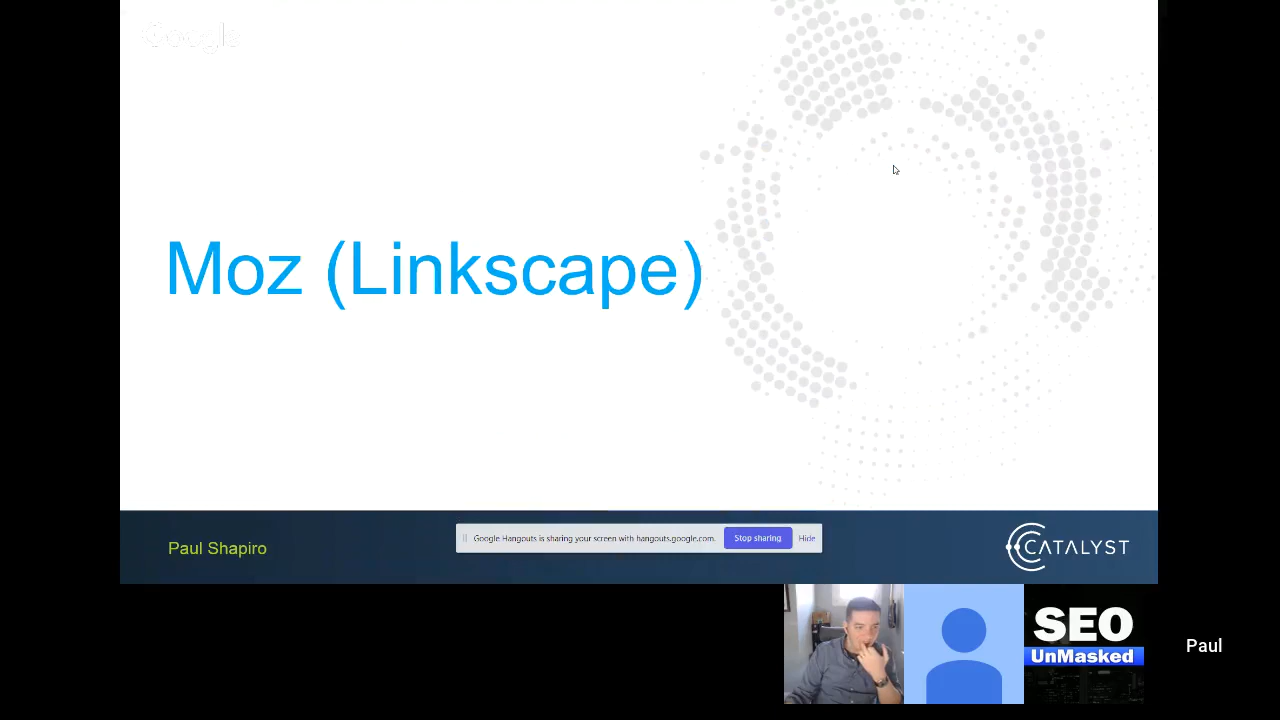 Google
Moz (Linkscape)
Paul Shapiro
Google Hangouts is sharing your screen with hangouts.google.com.
Stop sharing
Hide
CATALYST
SEO
UnMasked
Paul